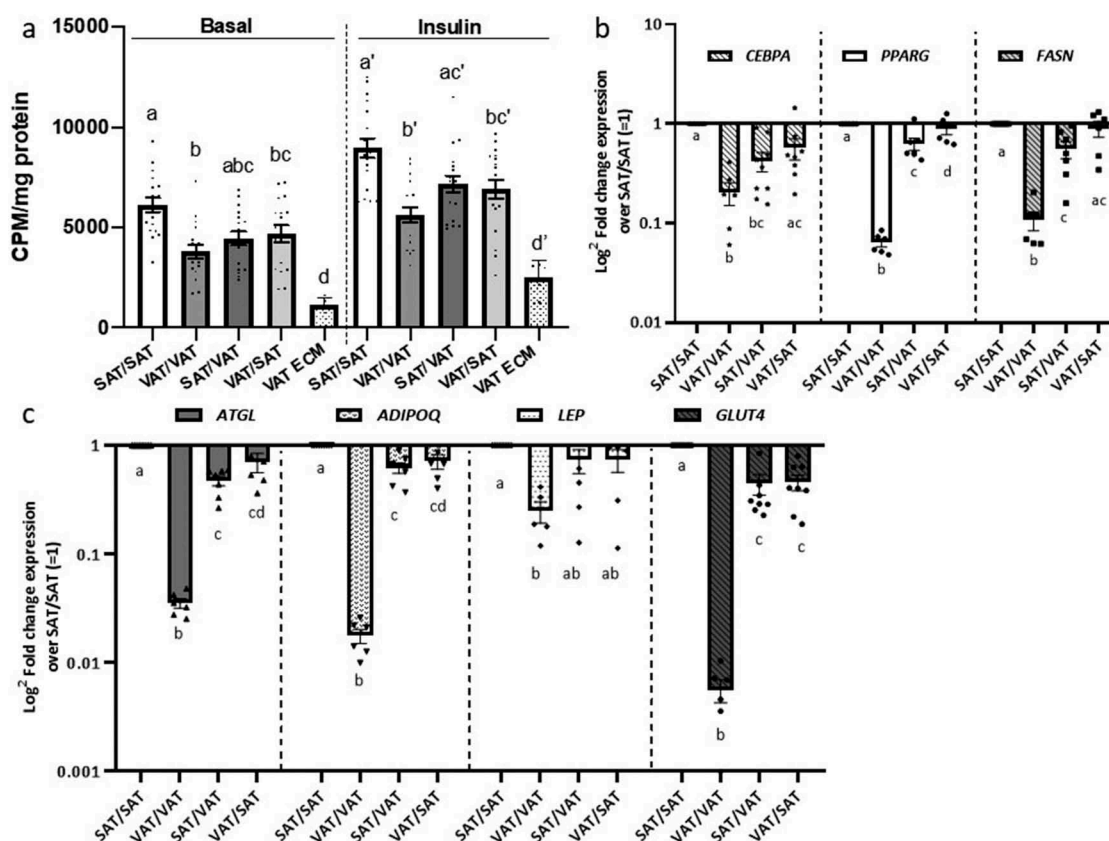 a
Basal
Insulin
15000
10000
5000
0
CPM/mg protein
a
b
abc
bc
d
a'
b'
ac'
bc'
d'
SAT/SAT
VAT/VAT
SAT/VAT
VAT/SAT
VAT ECM
SAT/SAT
VAT/VAT
SAT/VAT
VAT/SAT
VAT ECM
b
CEBPA
PPARG
FASN
10
1
0.1
0.01
Log² Fold change expression
over SAT/SAT (=1)
a
b
bc
ac
a
b
c
d
a
b
c
ac
SAT/SAT
VAT/VAT
SAT/VAT
VAT/SAT
SAT/SAT
VAT/VAT
SAT/VAT
VAT/SAT
SAT/SAT
VAT/VAT
SAT/VAT
VAT/SAT
c
ATGL
ADIPOQ
LEP
GLUT4
1
0.1
0.01
0.001
Log² Fold change expression
over SAT/SAT (=1)
a
b
c
cd
a
b
c
cd
a
b
ab
ab
a
b
c
c
SAT/SAT
VAT/VAT
SAT/VAT
VAT/SAT
SAT/SAT
VAT/VAT
SAT/VAT
VAT/SAT
SAT/SAT
VAT/VAT
SAT/VAT
VAT/SAT
SAT/SAT
VAT/VAT
SAT/VAT
VAT/SAT